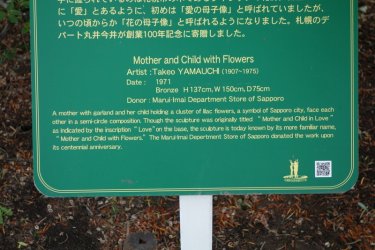 に「愛」とあるように、初めは「愛の母子像」と呼ばれていましたが、
いつの頃からか「花の母子像」と呼ばれるようになりました。札幌のデ
パート丸井今井が創業100年記念に寄贈しました。
Mother and Child with Flowers
Artist : Takeo YAMAUCHI (1907~1975)
Date : 1971
Bronze H137cm, W150cm, D75cm
Donor : Marui-Imai Department Store of Sapporo
A mother with garland and her child holding a cluster of lilac flowers, a symbol of Sapporo city, face each
other in a semi-circle composition. Though the sculpture was originally titled "Mother and Child in Love"
as indicated by the inscription "Love" on the base, the sculpture is today known by its more familiar name,
"Mother and Child with Flowers." The Marui-Imai Department Store of Sapporo donated the work upon
its centennial anniversary.